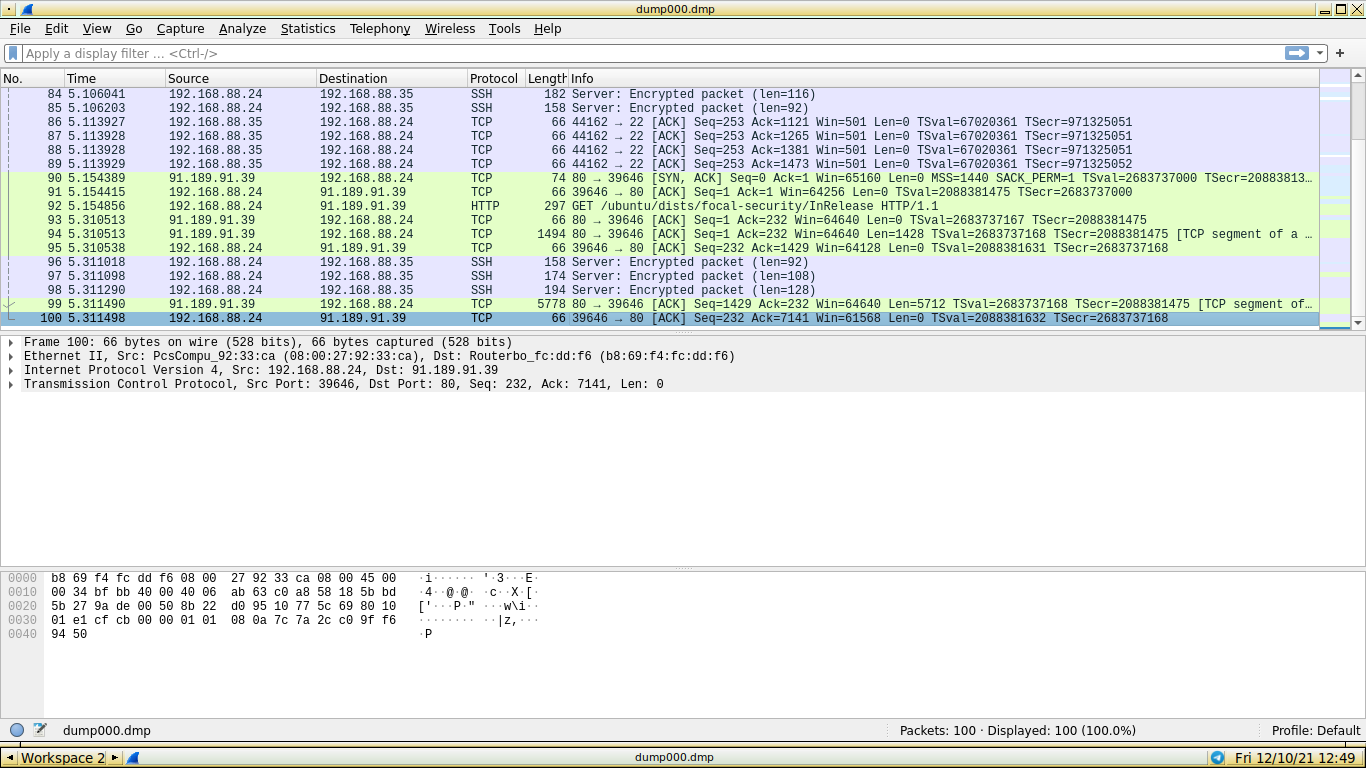 dump000.dmp
File Edit View Go Capture Analyze Statistics Telephony Wireless Tools Help
Apply a display filter ... <Ctrl-/>
No. Time Source Destination Protocol Length Info
84 5.106041 192.168.88.24 192.168.88.35 SSH 182 Server: Encrypted packet (len=116)
85 5.106203 192.168.88.24 192.168.88.35 SSH 158 Server: Encrypted packet (len=92)
86 5.113927 192.168.88.35 192.168.88.24 TCP 66 44162 → 22 [ACK] Seq=253 Ack=1121 Win=501 Len=0 TSval=67020361 TSecr=971325051
87 5.113928 192.168.88.35 192.168.88.24 TCP 66 44162 → 22 [ACK] Seq=253 Ack=1265 Win=501 Len=0 TSval=67020361 TSecr=971325051
88 5.113928 192.168.88.35 192.168.88.24 TCP 66 44162 → 22 [ACK] Seq=253 Ack=1381 Win=501 Len=0 TSval=67020361 TSecr=971325051
89 5.113929 192.168.88.35 192.168.88.24 TCP 66 44162 → 22 [ACK] Seq=253 Ack=1473 Win=501 Len=0 TSval=67020361 TSecr=971325052
90 5.154389 91.189.91.39 192.168.88.24 TCP 74 80 → 39646 [SYN, ACK] Seq=0 Ack=1 Win=65160 Len=0 MSS=1440 SACK_PERM=1 TSval=2683737000 TSecr=20883813…
91 5.154415 192.168.88.24 91.189.91.39 TCP 66 39646 → 80 [ACK] Seq=1 Ack=1 Win=64256 Len=0 TSval=2088381475 TSecr=2683737000
92 5.154856 192.168.88.24 91.189.91.39 HTTP 297 GET /ubuntu/dists/focal-security/InRelease HTTP/1.1
93 5.310513 91.189.91.39 192.168.88.24 TCP 66 80 → 39646 [ACK] Seq=1 Ack=232 Win=64640 Len=0 TSval=2683737167 TSecr=2088381475
94 5.310513 91.189.91.39 192.168.88.24 TCP 1494 80 → 39646 [ACK] Seq=1 Ack=232 Win=64640 Len=1428 TSval=2683737168 TSecr=2088381475 [TCP segment of a …
95 5.310538 192.168.88.24 91.189.91.39 TCP 66 39646 → 80 [ACK] Seq=232 Ack=1429 Win=64128 Len=0 TSval=2088381631 TSecr=2683737168
96 5.311018 192.168.88.24 192.168.88.35 SSH 158 Server: Encrypted packet (len=92)
97 5.311098 192.168.88.24 192.168.88.35 SSH 174 Server: Encrypted packet (len=108)
98 5.311290 192.168.88.24 192.168.88.35 SSH 194 Server: Encrypted packet (len=128)
99 5.311490 91.189.91.39 192.168.88.24 TCP 5778 80 → 39646 [ACK] Seq=1429 Ack=232 Win=64640 Len=5712 TSval=2683737168 TSecr=2088381475 [TCP segment of…
100 5.311498 192.168.88.24 91.189.91.39 TCP 66 39646 → 80 [ACK] Seq=232 Ack=7141 Win=61568 Len=0 TSval=2088381632 TSecr=2683737168
Frame 100: 66 bytes on wire (528 bits), 66 bytes captured (528 bits)
Ethernet II, Src: PcsCompu_92:33:ca (08:00:27:92:33:ca), Dst: Routerbo_fc:dd:f6 (b8:69:f4:fc:dd:f6)
Internet Protocol Version 4, Src: 192.168.88.24, Dst: 91.189.91.39
Transmission Control Protocol, Src Port: 39646, Dst Port: 80, Seq: 232, Ack: 7141, Len: 0
0000 b8 69 f4 fc dd f6 08 00 27 92 33 ca 08 00 45 00 ·i······ '·3···E·
0010 00 34 bf bb 40 00 40 06 ab 63 c0 a8 58 18 5b bd ·4··@·@· ·c··X·[·
0020 5b 27 9a de 00 50 8b 22 d0 95 10 77 5c 69 80 10 ['···P·" ···w\i··
0030 01 e1 cf cb 00 00 01 01 08 0a 7c 7a 2c c0 9f f6 ········ ··|z,···
0040 94 50 ·P
dump000.dmp Packets: 100 · Displayed: 100 (100.0%) Profile: Default
Workspace 2 dump000.dmp Fri 12/10/21 12:49